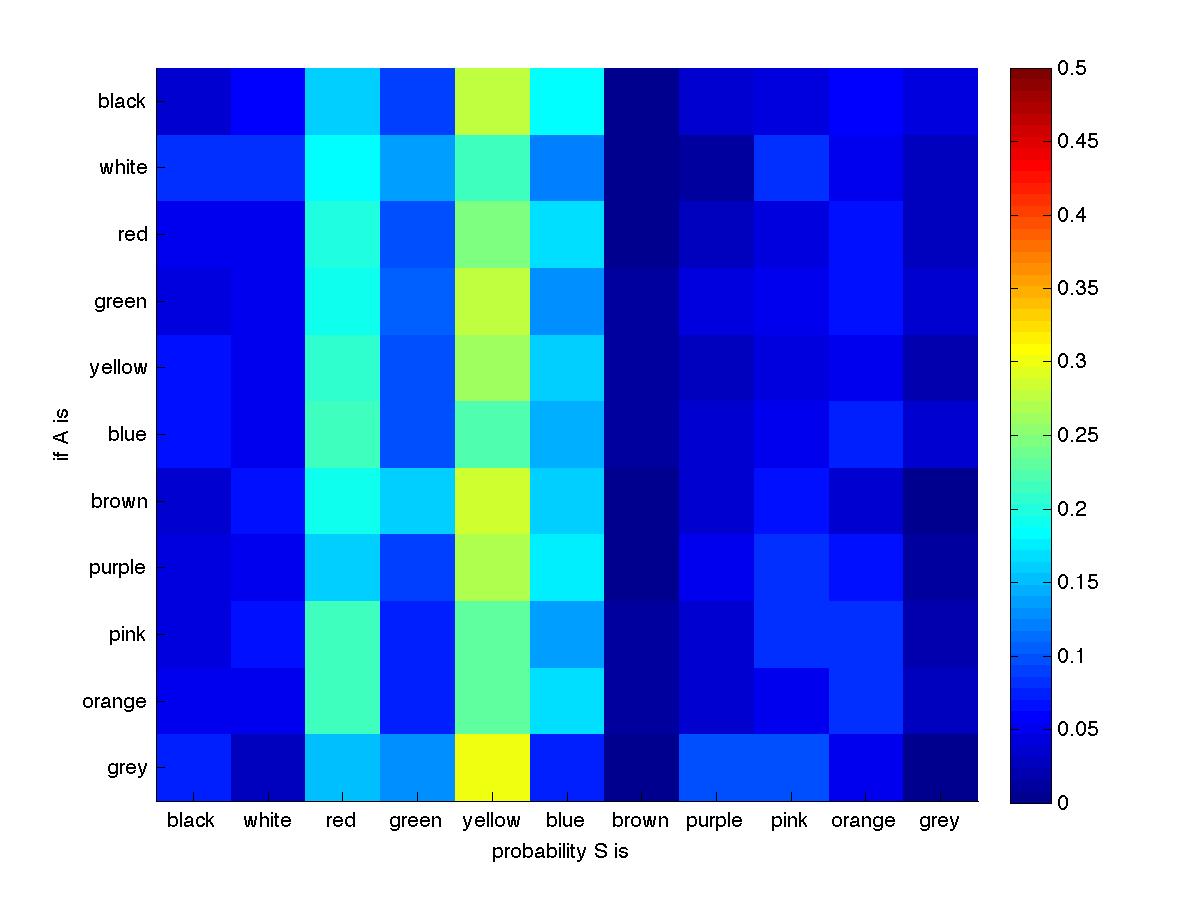 if A is
black
white
red
green
yellow
blue
brown
purple
pink
orange
grey
black white red green yellow blue brown purple pink orange grey
probability S is
0.5
0.45
0.4
0.35
0.3
0.25
0.2
0.15
0.1
0.05
0